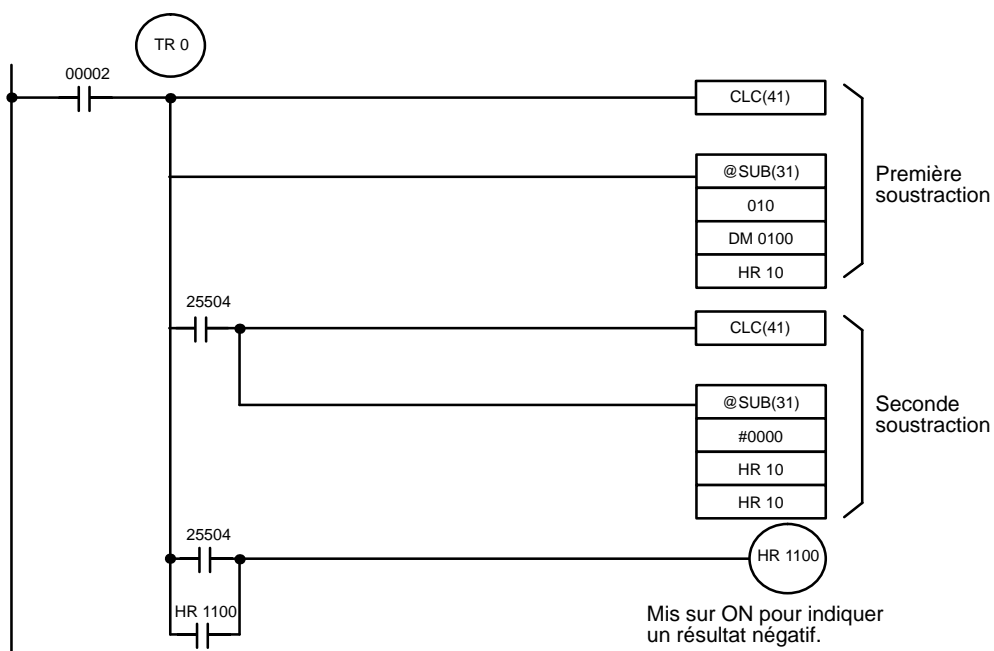 TR 0
00002
CLC(41)
@SUB(31)
010
DM 0100
HR 10
Première
soustraction
25504
CLC(41)
@SUB(31)
#0000
HR 10
HR 10
Seconde
soustraction
25504
HR 1100
HR 1100
Mis sur ON pour indiquer
un résultat négatif.